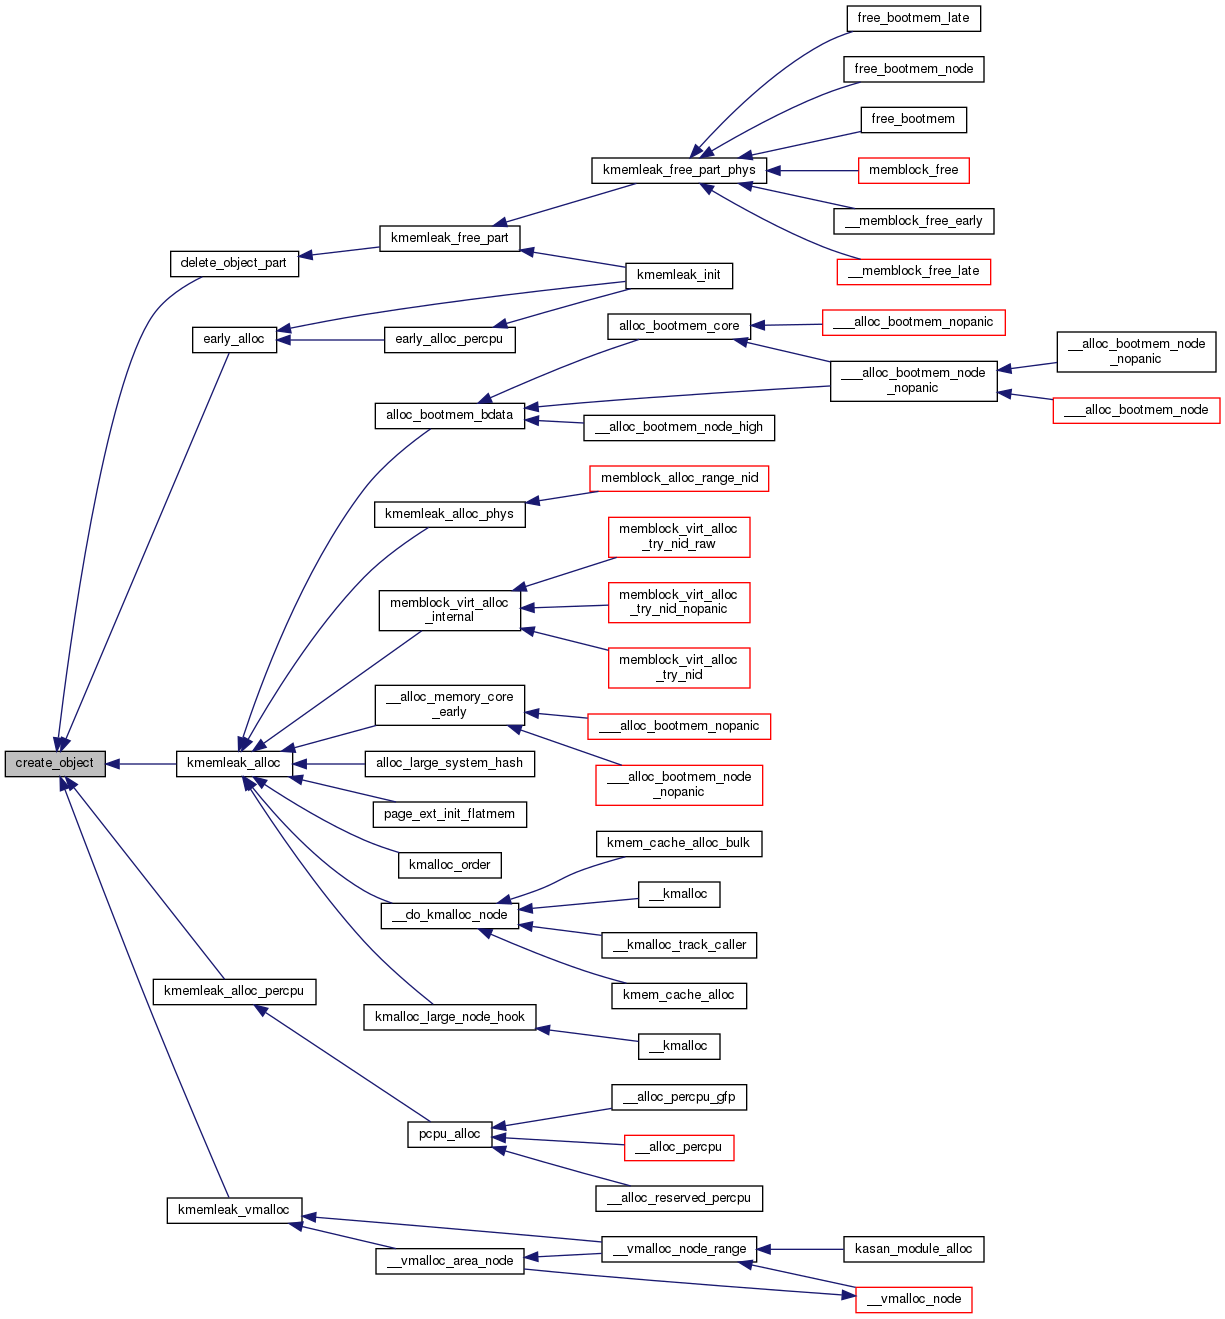 free_bootmem_late
free_bootmem_node
free_bootmem
kmemleak_free_part_phys
memblock_free
__memblock_free_early
kmemleak_free_part
delete_object_part
__memblock_free_late
kmemleak_init
alloc_bootmem_core
___alloc_bootmem_nopanic
early_alloc
early_alloc_percpu
__alloc_bootmem_node
_nopanic
___alloc_bootmem_node
_nopanic
___alloc_bootmem_node
alloc_bootmem_bdata
__alloc_bootmem_node_high
memblock_alloc_range_nid
kmemleak_alloc_phys
memblock_virt_alloc
_try_nid_raw
memblock_virt_alloc
_internal
memblock_virt_alloc
_try_nid_nopanic
memblock_virt_alloc
_try_nid
__alloc_memory_core
_early
___alloc_bootmem_nopanic
create_object
kmemleak_alloc
alloc_large_system_hash
___alloc_bootmem_node
_nopanic
page_ext_init_flatmem
kmem_cache_alloc_bulk
kmalloc_order
__kmalloc
__do_kmalloc_node
__kmalloc_track_caller
kmemleak_alloc_percpu
kmem_cache_alloc
kmalloc_large_node_hook
__kmalloc
__alloc_percpu_gfp
pcpu_alloc
__alloc_percpu
__alloc_reserved_percpu
kmemleak_vmalloc
__vmalloc_node_range
kasan_module_alloc
__vmalloc_area_node
__vmalloc_node